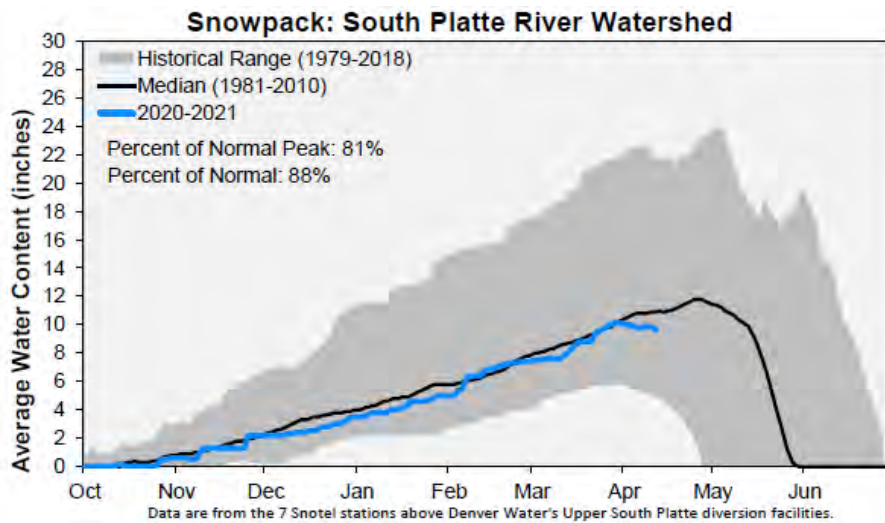 Snowpack: South Platte River Watershed
30
28
26
24
22
20
18
16
14
12
10
8
6
4
2
0
Average Water Content (inches)
Historical Range (1979-2018)
Median (1981-2010)
2020-2021
Percent of Normal Peak: 81%
Percent of Normal: 88%
Oct Nov Dec Jan Feb Mar Apr May Jun
Data are from the 7 Snotel stations above Denver Water's Upper South Platte diversion facilities.